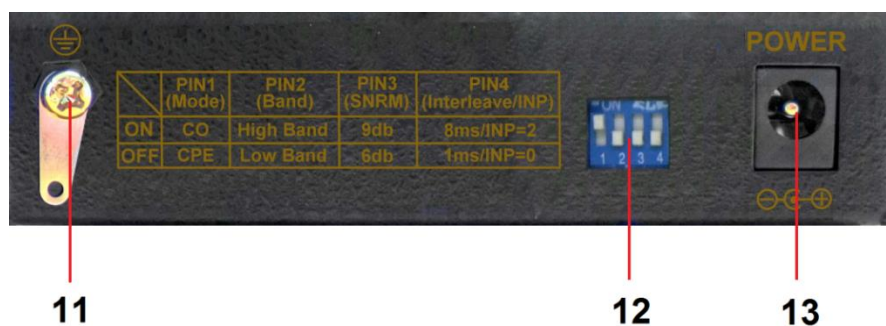 POWER
PIN1 PIN2 PIN3 PIN4
(Mode) (Band) (SNRM) (Interleave/INP)
ON CO High Band 9db 8ms/INP=2
OFF CPE Low Band 6db 1ms/INP=0
ON
1 2 3 4
11 12 13